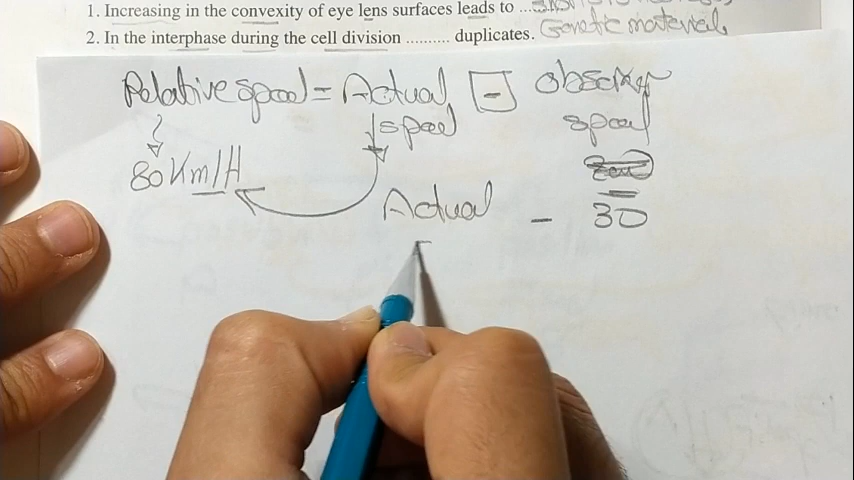 1. Increasing in the convexity of eye lens surfaces leads to ...
2. In the interphase during the cell division .......... duplicates. Genetic material
Relative speed = Actual - observer
speed speed
80 Km/H
Actual - 30